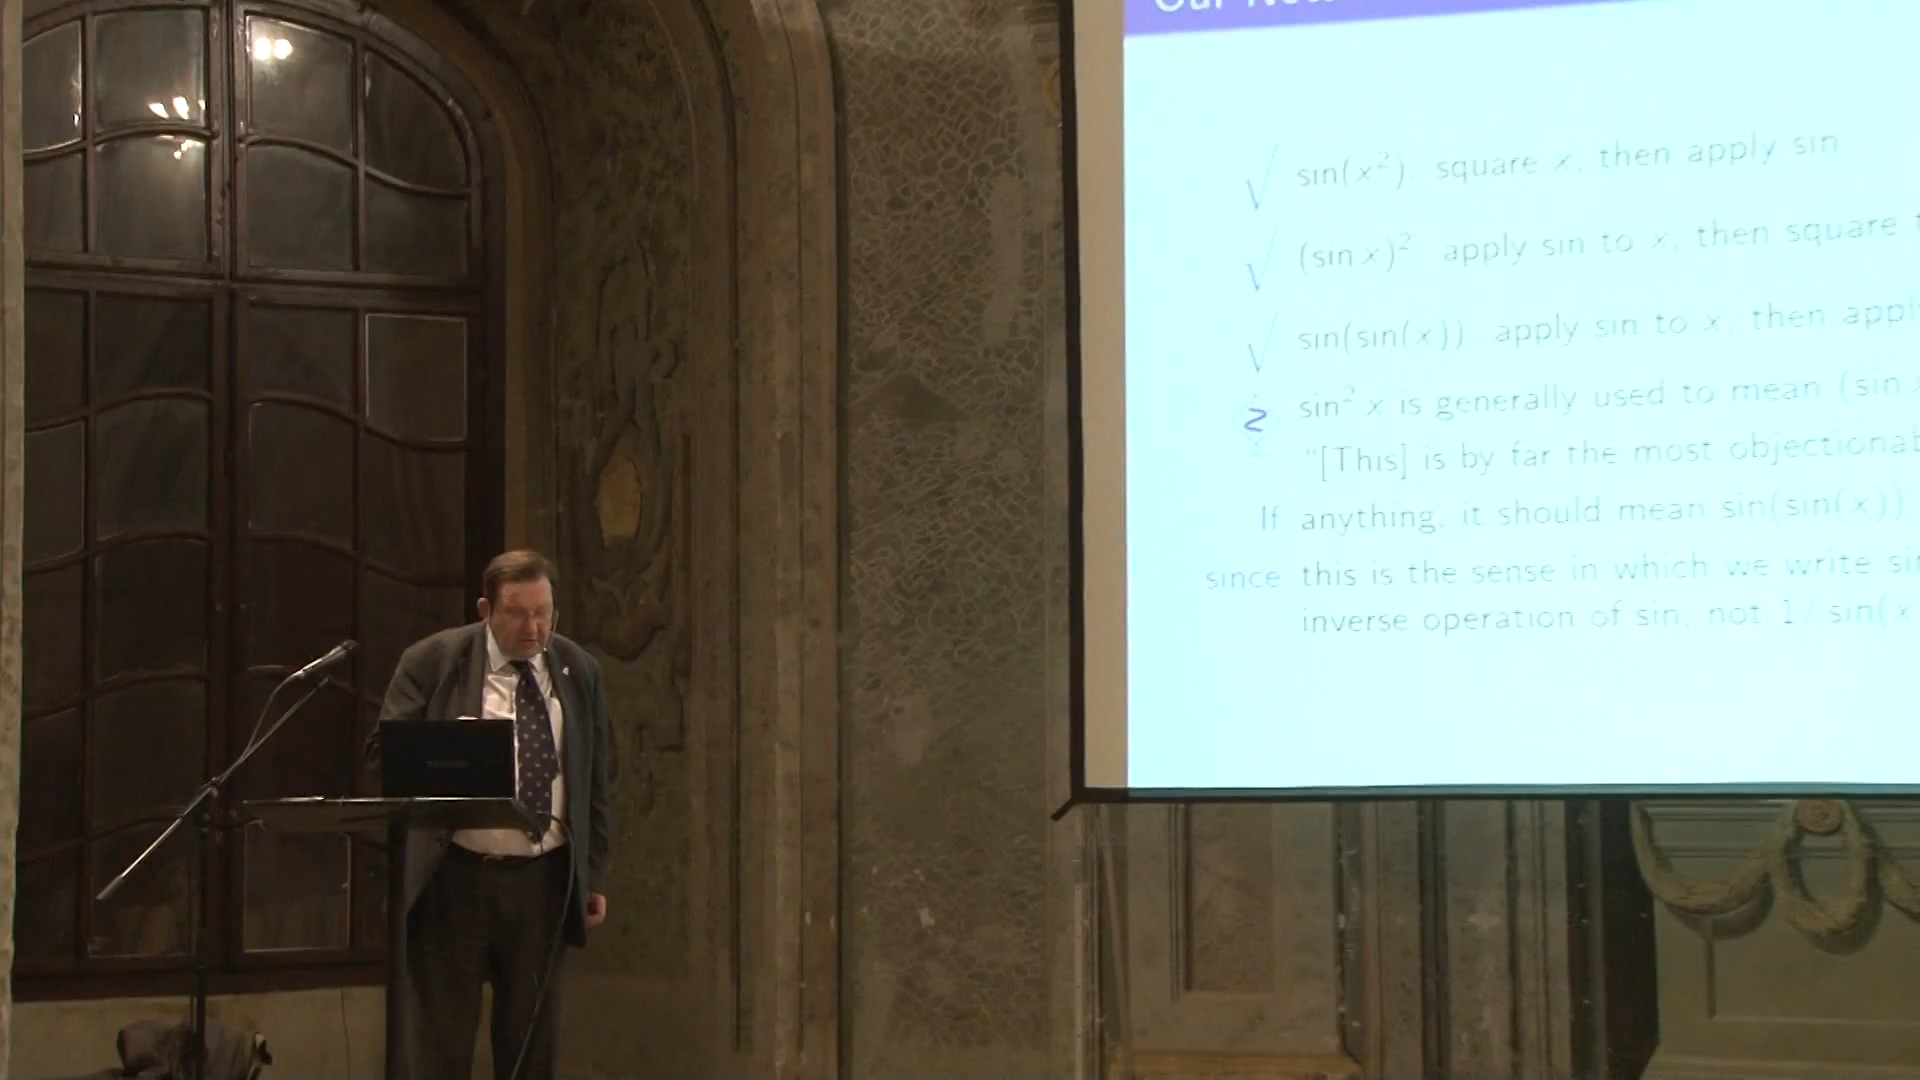 Our
√ sin(x²). square x, then apply sin
√ (sin x)². apply sin to x, then square
√ sin(sin(x)) apply sin to x, then
sin² x is generally used to mean (sin
"[This] is by far the most
If anything, it should mean sin(sin(x))
since this is the sense in which we write
inverse operation of sin, not 1/ sin(x